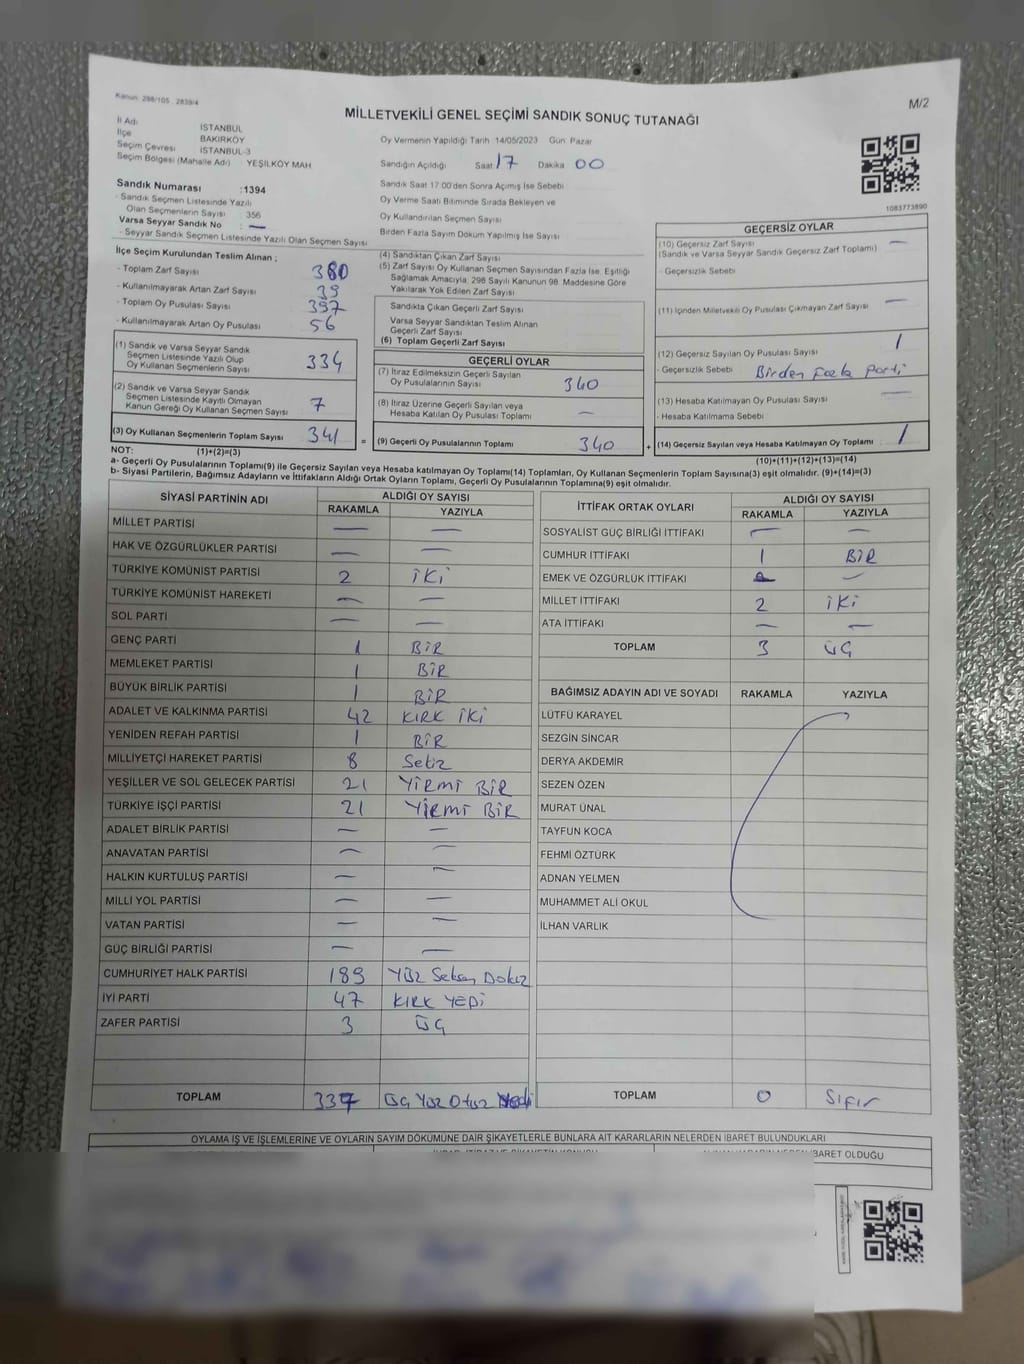 Kanun: 298/105 . 2839/4
M/2
MİLLETVEKİLİ GENEL SEÇİMİ SANDIK SONUÇ TUTANAĞI
İl Adı İSTANBUL
İlçe BAKIRKÖY
Seçim Çevresi İSTANBUL-3
Seçim Bölgesi (Mahalle Adı) YEŞİLKÖY MAH
Oy Vermenin Yapıldığı Tarih 14/05/2023 Gün Pazar
Sandığın Açıldığı Saat 17 Dakika 00
Sandık Saat 17:00'den Sonra Açımış İse Sebebi
Oy Verme Saati Bitiminde Sırada Bekleyen ve
Oy Kullandırılan Seçmen Sayısı
Birden Fazla Sayım Döküm Yapılmış İse Sayısı
1083773890
Sandık Numarası :1394
- Sandık Seçmen Listesinde Yazılı
Olan Seçmenlerin Sayısı : 356
Varsa Seyyar Sandık No : —
- Seyyar Sandık Seçmen Listesinde Yazılı Olan Seçmen Sayısı
İlçe Seçim Kurulundan Teslim Alınan ;
- Toplam Zarf Sayısı 380
- Kullanılmayarak Artan Zarf Sayısı 39
- Toplam Oy Pusulası Sayısı 397
- Kullanılmayarak Artan Oy Pusulası 56
(1) Sandık ve Varsa Seyyar Sandık
Seçmen Listesinde Yazılı Olup
Oy Kullanan Seçmenlerin Sayısı 334
(2) Sandık ve Varsa Seyyar Sandık
Seçmen Listesinde Kayıtlı Olmayan
Kanun Gereği Oy Kullanan Seçmen Sayısı 7
(3) Oy Kullanan Seçmenlerin Toplam Sayısı 341 =
(4) Sandıktan Çıkan Zarf Sayısı
(5) Zarf Sayısı Oy Kullanan Seçmen Sayısından Fazla İse, Eşitliği
Sağlamak Amacıyla, 298 Sayılı Kanunun 98. Maddesine Göre
Yakılarak Yok Edilen Zarf Sayısı
Sandıkta Çıkan Geçerli Zarf Sayısı
Varsa Seyyar Sandıktan Teslim Alınan
Geçerli Zarf Sayısı
(6) Toplam Geçerli Zarf Sayısı
GEÇERLİ OYLAR
(7) İtiraz Edilmeksizin Geçerli Sayılan
Oy Pusulalarının Sayısı 340
(8) İtiraz Üzerine Geçerli Sayılan veya
Hesaba Katılan Oy Pusulası Toplamı —
(9) Geçerli Oy Pusulalarının Toplamı 340 +
GEÇERSİZ OYLAR
(10) Geçersiz Zarf Sayısı —
(Sandık ve Varsa Seyyar Sandık Geçersiz Zarf Toplamı)
- Geçersizlik Sebebi
(11) İçinden Milletvekili Oy Pusulası Çıkmayan Zarf Sayısı —
(12) Geçersiz Sayılan Oy Pusulası Sayısı 1
- Geçersizlik Sebebi Birden Fazla Parti
(13) Hesaba Katılmayan Oy Pusulası Sayısı —
- Hesaba Katılmama Sebebi
(14) Geçersiz Sayılan veya Hesaba Katılmayan Oy Toplamı 1
NOT: (1)+(2)=(3) (10)+(11)+(12)+(13)=(14)
a- Geçerli Oy Pusulalarının Toplamı(9) ile Geçersiz Sayılan veya Hesaba katılmayan Oy Toplamı(14) Toplamları, Oy Kullanan Seçmenlerin Toplam Sayısına(3) eşit olmalıdır. (9)+(14)=(3)
b- Siyasi Partilerin, Bağımsız Adayların ve İttifakların Aldığı Ortak Oyların Toplamı, Geçerli Oy Pusulalarının Toplamına(9) eşit olmalıdır.
SİYASİ PARTİNİN ADI ALDIĞI OY SAYISI
RAKAMLA YAZIYLA
MİLLET PARTİSİ — —
HAK VE ÖZGÜRLÜKLER PARTİSİ — —
TÜRKİYE KOMÜNİST PARTİSİ 2 İKİ
TÜRKİYE KOMÜNİST HAREKETİ — —
SOL PARTİ — —
GENÇ PARTİ 1 BİR
MEMLEKET PARTİSİ 1 BİR
BÜYÜK BİRLİK PARTİSİ 1 BİR
ADALET VE KALKINMA PARTİSİ 42 KIRK İKİ
YENİDEN REFAH PARTİSİ 1 BİR
MİLLİYETÇİ HAREKET PARTİSİ 8 Sekiz
YEŞİLLER VE SOL GELECEK PARTİSİ 21 YİRMİ BİR
TÜRKİYE İŞÇİ PARTİSİ 21 YİRMİ BİR
ADALET BİRLİK PARTİSİ — —
ANAVATAN PARTİSİ — —
HALKIN KURTULUŞ PARTİSİ — —
MİLLİ YOL PARTİSİ — —
VATAN PARTİSİ — —
GÜÇ BİRLİĞİ PARTİSİ — —
CUMHURİYET HALK PARTİSİ 189 YÜZ Seksen Dokuz
İYİ PARTİ 47 KIRK YEDİ
ZAFER PARTİSİ 3 ÜÇ
TOPLAM 337 ÜÇ Yüz Otuz Yedi
İTTİFAK ORTAK OYLARI ALDIĞI OY SAYISI
RAKAMLA YAZIYLA
SOSYALİST GÜÇ BİRLİĞİ İTTİFAKI — —
CUMHUR İTTİFAKI 1 BİR
EMEK VE ÖZGÜRLÜK İTTİFAKI —
MİLLET İTTİFAKI 2 İKİ
ATA İTTİFAKI — —
TOPLAM 3 ÜÇ
BAĞIMSIZ ADAYIN ADI VE SOYADI RAKAMLA YAZIYLA
LÜTFÜ KARAYEL
SEZGİN SİNCAR
DERYA AKDEMİR
SEZEN ÖZEN
MURAT ÜNAL
TAYFUN KOCA
FEHMİ ÖZTÜRK
ADNAN YELMEN
MUHAMMET ALİ OKUL
İLHAN VARLIK
TOPLAM 0 Sıfır
OYLAMA İŞ VE İŞLEMLERİNE VE OYLARIN SAYIM DÖKÜMÜNE DAİR ŞİKAYETLERLE BUNLARA AİT KARARLARIN NELERDEN İBARET BULUNDUKLARI
İBARET OLDUĞU